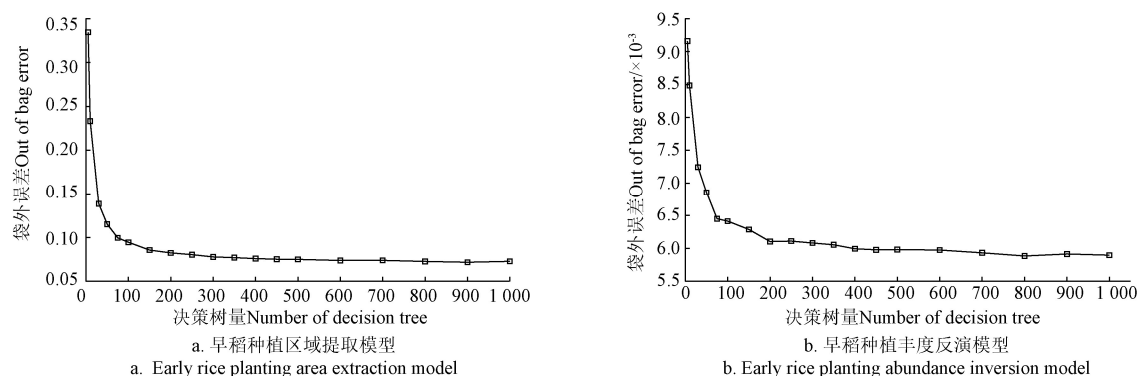 0.35
0.30
0.25
0.20
0.15
0.10
0.05
袋外误差Out of bag error
0 100 200 300 400 500 600 700 800 900 1 000
决策树量Number of decision tree
a. 早稻种植区域提取模型
a. Early rice planting area extraction model
9.5
9.0
8.5
8.0
7.5
7.0
6.5
6.0
5.5
袋外误差Out of bag error/×10⁻³
0 100 200 300 400 500 600 700 800 900 1 000
决策树量Number of decision tree
b. 早稻种植丰度反演模型
b. Early rice planting abundance inversion model